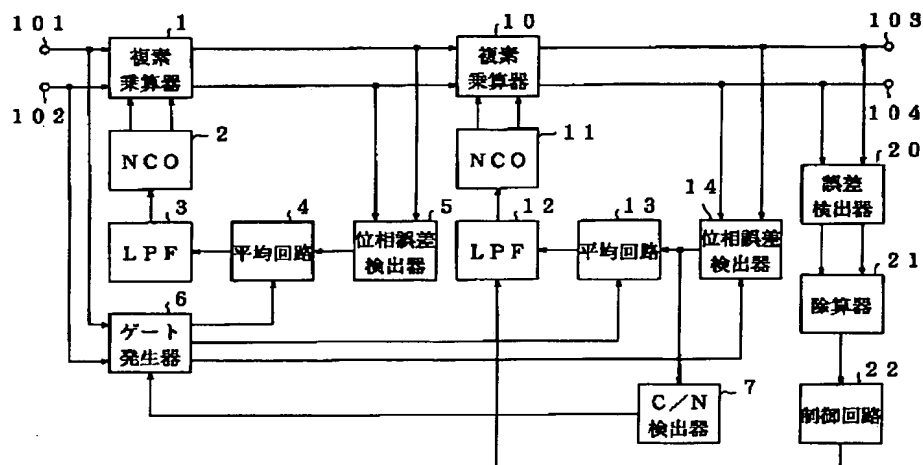 101
1
10
103
複素
乗算器
複素
乗算器
102
104
2
11
20
NCO
NCO
誤差
検出器
3
4
5
12
13
14
LPF
平均回路
位相誤差
検出器
LPF
平均回路
位相誤差
検出器
21
6
除算器
ゲート
発生器
7
22
C/N
検出器
制御回路